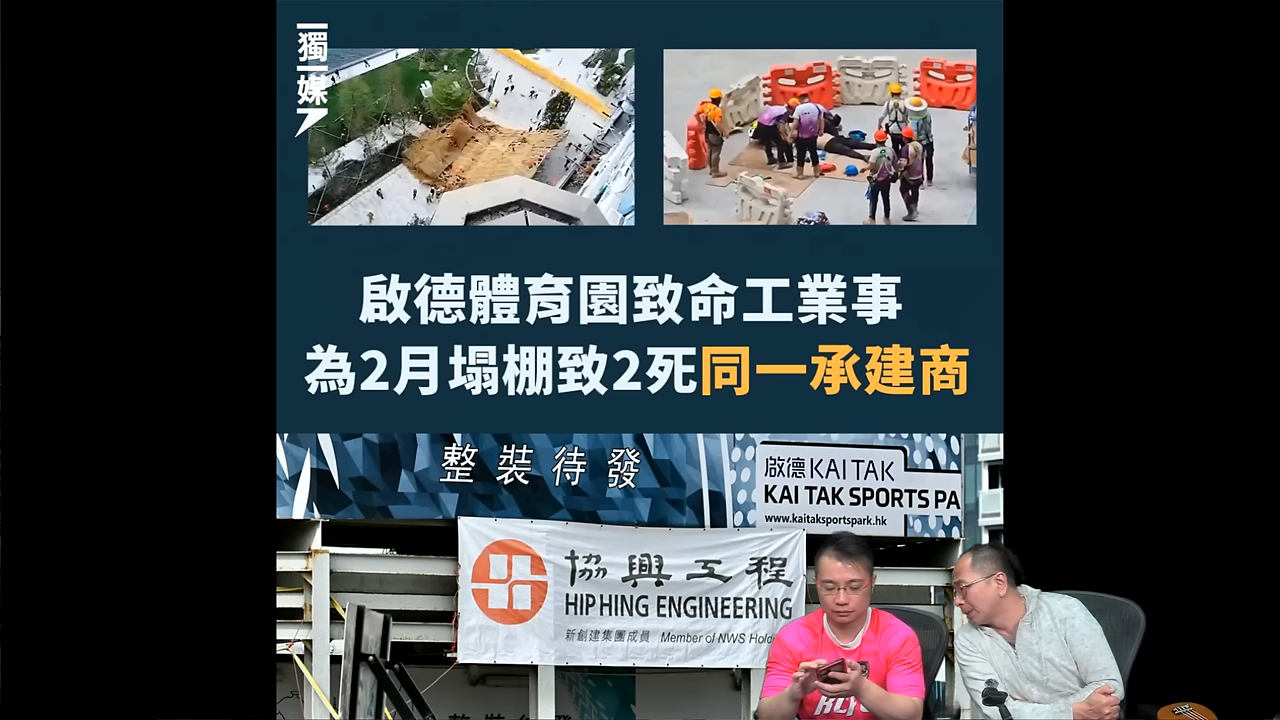 獨媒
啟德體育園致命工業事
為2月塌棚致2死同一承建商
整裝待發
啟德 KAI TAK
KAI TAK SPORTS PA
www.kaitaksportspark.hk
協興工程
HIP HING ENGINEERING
新創建集團成員 Member of NWS Hold